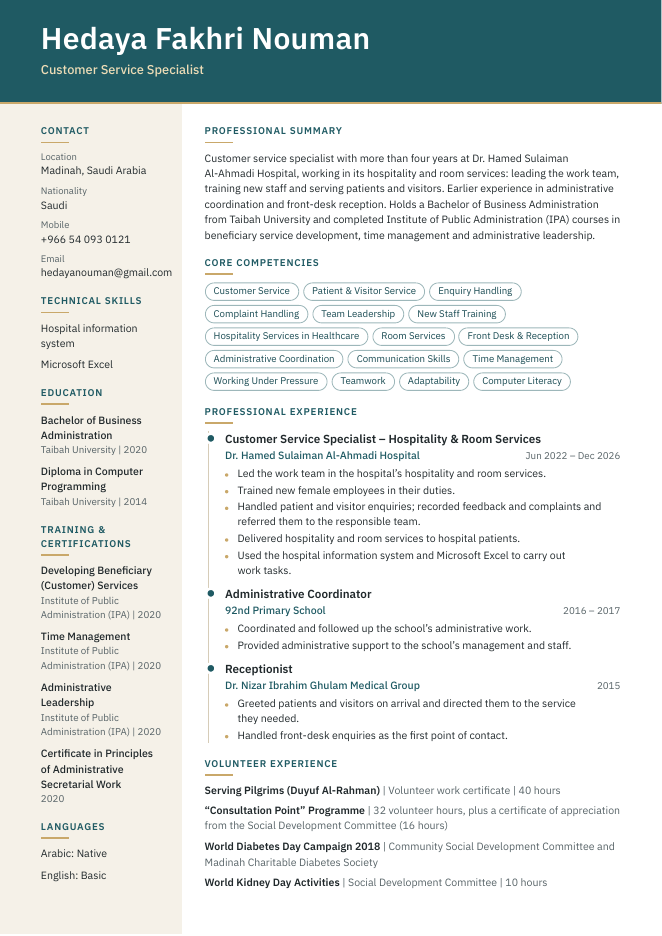 Hedaya Fakhri Nouman
Customer Service Specialist
CONTACT
Location
Madinah, Saudi Arabia
Nationality
Saudi
Mobile
+966 54 093 0121
Email
hedayanouman@gmail.com
TECHNICAL SKILLS
Hospital information
system
Microsoft Excel
EDUCATION
Bachelor of Business
Administration
Taibah University | 2020
Diploma in Computer
Programming
Taibah University | 2014
TRAINING &
CERTIFICATIONS
Developing Beneficiary
(Customer) Services
Institute of Public
Administration (IPA) | 2020
Time Management
Institute of Public
Administration (IPA) | 2020
Administrative
Leadership
Institute of Public
Administration (IPA) | 2020
Certificate in Principles
of Administrative
Secretarial Work
2020
LANGUAGES
Arabic: Native
English: Basic
PROFESSIONAL SUMMARY
Customer service specialist with more than four years at Dr. Hamed Sulaiman
Al-Ahmadi Hospital, working in its hospitality and room services: leading the work team,
training new staff and serving patients and visitors. Earlier experience in administrative
coordination and front-desk reception. Holds a Bachelor of Business Administration
from Taibah University and completed Institute of Public Administration (IPA) courses in
beneficiary service development, time management and administrative leadership.
CORE COMPETENCIES
Customer Service Patient & Visitor Service Enquiry Handling
Complaint Handling Team Leadership New Staff Training
Hospitality Services in Healthcare Room Services Front Desk & Reception
Administrative Coordination Communication Skills Time Management
Working Under Pressure Teamwork Adaptability Computer Literacy
PROFESSIONAL EXPERIENCE
Customer Service Specialist – Hospitality & Room Services
Dr. Hamed Sulaiman Al-Ahmadi Hospital Jun 2022 – Dec 2026
• Led the work team in the hospital's hospitality and room services.
• Trained new female employees in their duties.
• Handled patient and visitor enquiries; recorded feedback and complaints and
referred them to the responsible team.
• Delivered hospitality and room services to hospital patients.
• Used the hospital information system and Microsoft Excel to carry out
work tasks.
Administrative Coordinator
92nd Primary School 2016 – 2017
• Coordinated and followed up the school's administrative work.
• Provided administrative support to the school's management and staff.
Receptionist
Dr. Nizar Ibrahim Ghulam Medical Group 2015
• Greeted patients and visitors on arrival and directed them to the service
they needed.
• Handled front-desk enquiries as the first point of contact.
VOLUNTEER EXPERIENCE
Serving Pilgrims (Duyuf Al-Rahman) | Volunteer work certificate | 40 hours
“Consultation Point” Programme | 32 volunteer hours, plus a certificate of appreciation
from the Social Development Committee (16 hours)
World Diabetes Day Campaign 2018 | Community Social Development Committee and
Madinah Charitable Diabetes Society
World Kidney Day Activities | Social Development Committee | 10 hours